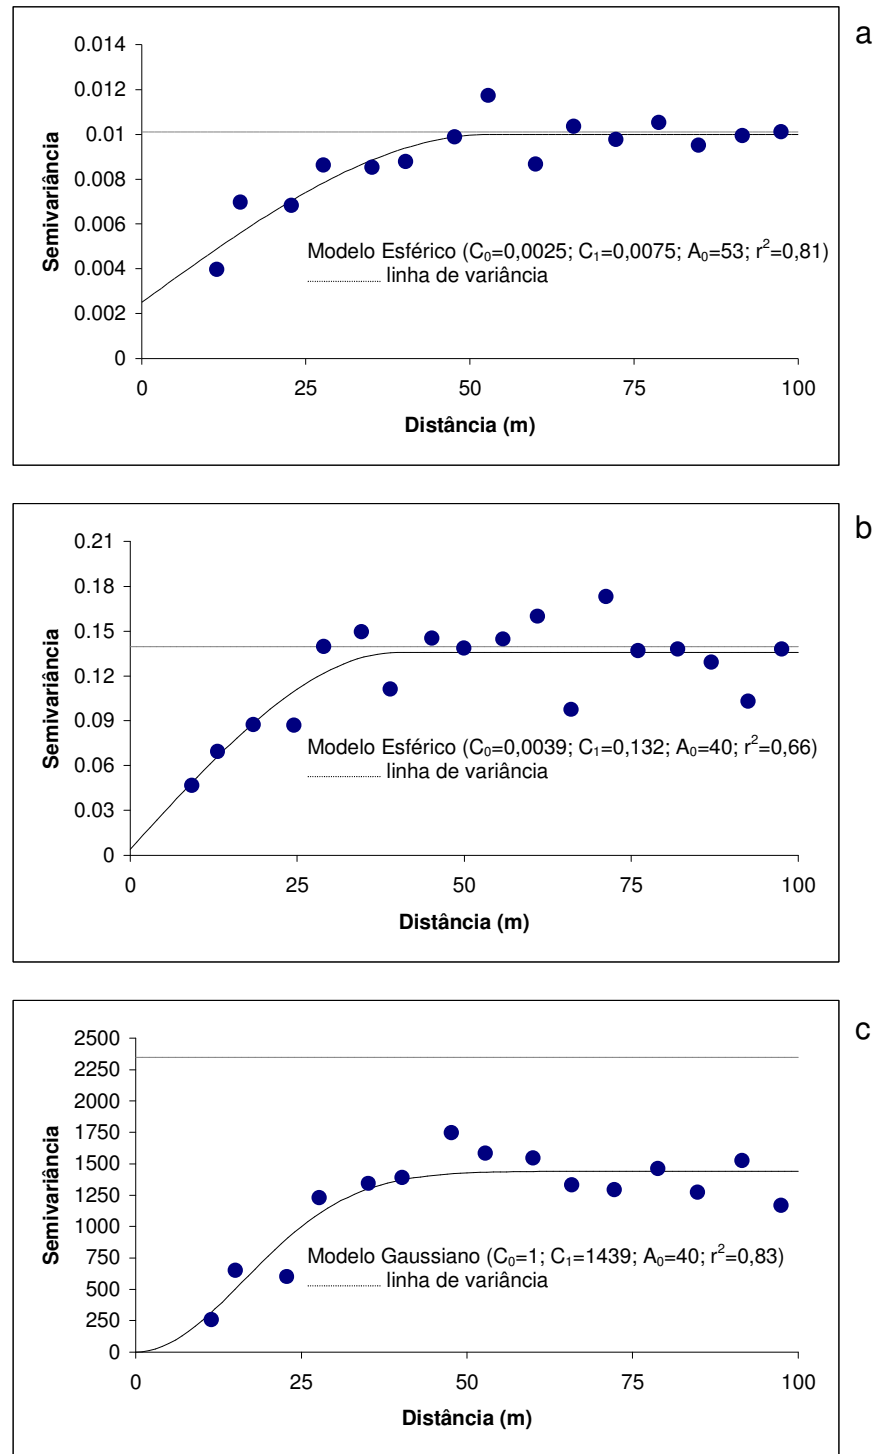 a
0.014
0.012
0.01
0.008
0.006
0.004
0.002
0
Semivariância
Modelo Esférico (C₀=0,0025; C₁=0,0075; A₀=53; r²=0,81)
linha de variância
0 25 50 75 100
Distância (m)
b
0.21
0.18
0.15
0.12
0.09
0.06
0.03
0
Semivariância
Modelo Esférico (C₀=0,0039; C₁=0,132; A₀=40; r²=0,66)
linha de variância
0 25 50 75 100
Distância (m)
c
2500
2250
2000
1750
1500
1250
1000
750
500
250
0
Semivariância
Modelo Gaussiano (C₀=1; C₁=1439; A₀=40; r²=0,83)
linha de variância
0 25 50 75 100
Distância (m)